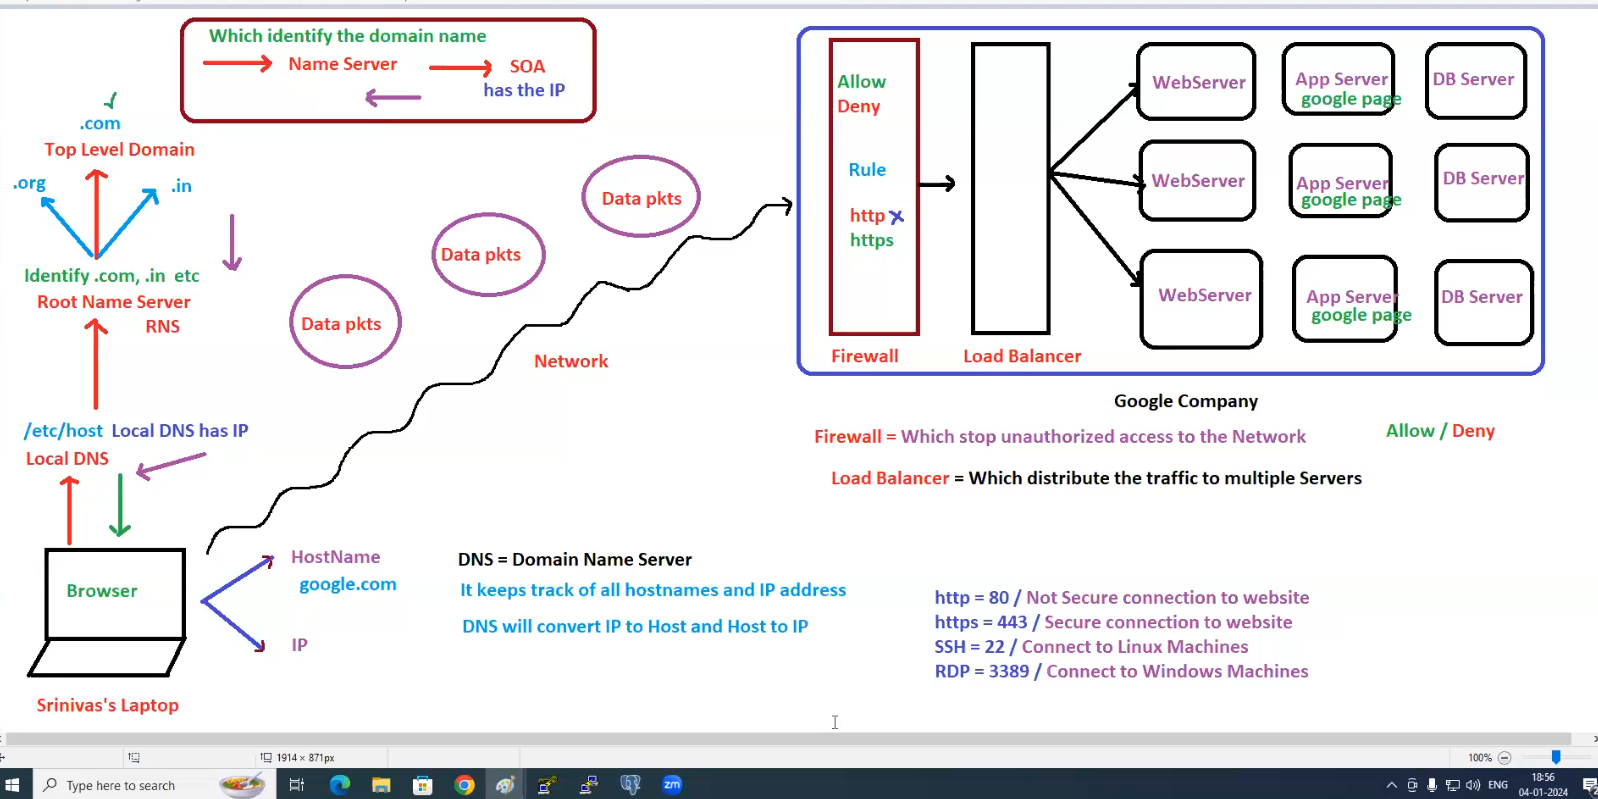 Which identify the domain name
Name Server
SOA
has the IP
.com
Top Level Domain
.org
.in
Identify .com, .in etc
Root Name Server
RNS
/etc/host Local DNS has IP
Local DNS
Browser
Srinivas's Laptop
HostName
google.com
IP
Data pkts
Data pkts
Data pkts
Network
Allow
Deny
Rule
http
https
Firewall
Load Balancer
WebServer
App Server
google page
DB Server
WebServer
App Server
google page
DB Server
WebServer
App Server
google page
DB Server
Google Company
Firewall = Which stop unauthorized access to the Network
Allow / Deny
Load Balancer = Which distribute the traffic to multiple Servers
DNS = Domain Name Server
It keeps track of all hostnames and IP address
DNS will convert IP to Host and Host to IP
http = 80 / Not Secure connection to website
https = 443 / Secure connection to website
SSH = 22 / Connect to Linux Machines
RDP = 3389 / Connect to Windows Machines
1914 × 871px
100%
Type here to search
zm
ENG
18:56
04-01-2024